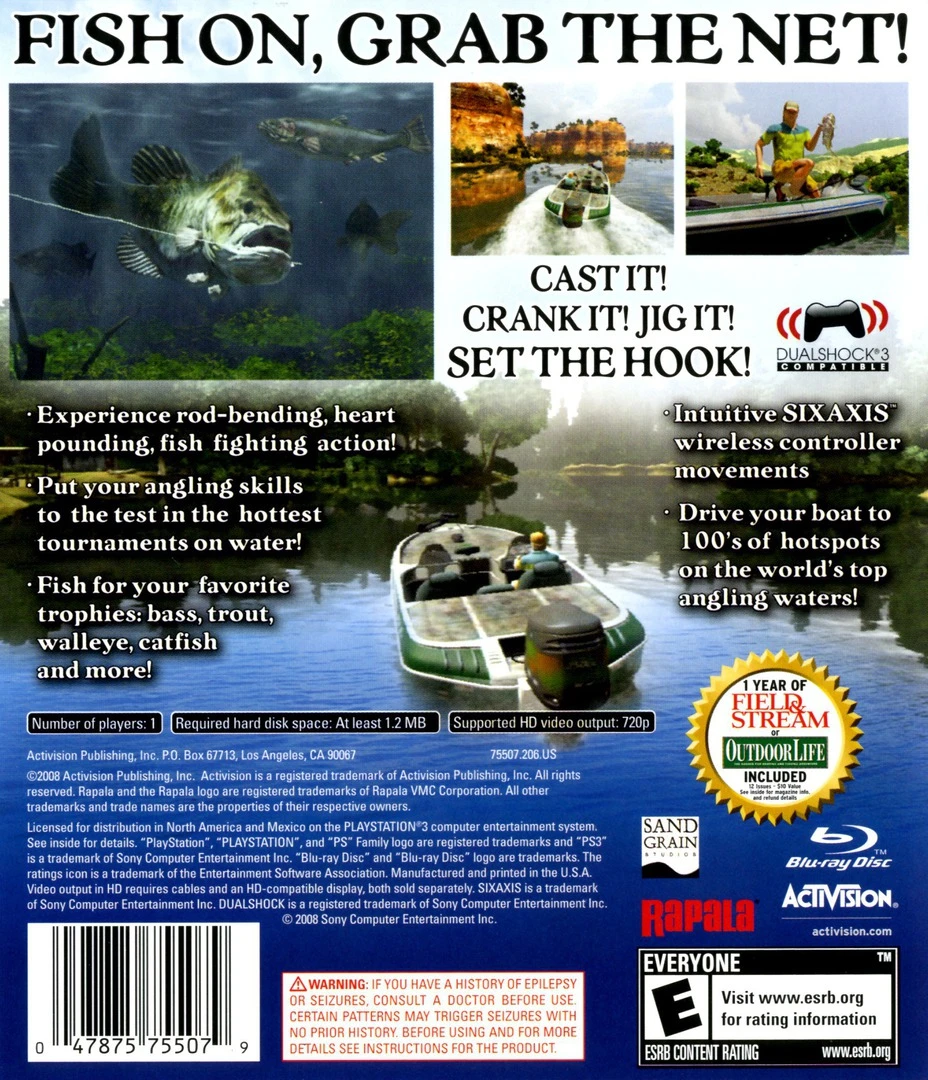 FISH ON, GRAB THE NET!
CAST IT!
CRANK IT! JIG IT!
SET THE HOOK!
DUALSHOCK®3
COMPATIBLE
· Experience rod-bending, heart
pounding, fish fighting action!
· Put your angling skills
to the test in the hottest
tournaments on water!
· Fish for your favorite
trophies: bass, trout,
walleye, catfish
and more!
· Intuitive SIXAXIS™
wireless controller
movements
· Drive your boat to
100's of hotspots
on the world's top
angling waters!
1 YEAR OF
FIELD &
STREAM
or
OUTDOOR LIFE
INCLUDED
12 Issues - $10 Value
See inside for magazine info.
and refund details
Number of players: 1
Required hard disk space: At least 1.2 MB
Supported HD video output: 720p
Activision Publishing, Inc. P.O. Box 67713, Los Angeles, CA 90067
75507.206.US
©2008 Activision Publishing, Inc. Activision is a registered trademark of Activision Publishing, Inc. All rights
reserved. Rapala and the Rapala logo are registered trademarks of Rapala VMC Corporation. All other
trademarks and trade names are the properties of their respective owners.
Licensed for distribution in North America and Mexico on the PLAYSTATION®3 computer entertainment system.
See inside for details. "PlayStation", "PLAYSTATION", and "PS" Family logo are registered trademarks and "PS3"
is a trademark of Sony Computer Entertainment Inc. "Blu-ray Disc" and "Blu-ray Disc" logo are trademarks. The
ratings icon is a trademark of the Entertainment Software Association. Manufactured and printed in the U.S.A.
Video output in HD requires cables and an HD-compatible display, both sold separately. SIXAXIS is a trademark
of Sony Computer Entertainment Inc. DUALSHOCK is a registered trademark of Sony Computer Entertainment Inc.
© 2008 Sony Computer Entertainment Inc.
SAND
GRAIN
STUDIOS
Blu-ray Disc
Rapala
ACTIVISION®
activision.com
0 47875 75507 9
WARNING: IF YOU HAVE A HISTORY OF EPILEPSY
OR SEIZURES, CONSULT A DOCTOR BEFORE USE.
CERTAIN PATTERNS MAY TRIGGER SEIZURES WITH
NO PRIOR HISTORY. BEFORE USING AND FOR MORE
DETAILS SEE INSTRUCTIONS FOR THE PRODUCT.
EVERYONE ™
E
Visit www.esrb.org
for rating information
ESRB CONTENT RATING www.esrb.org